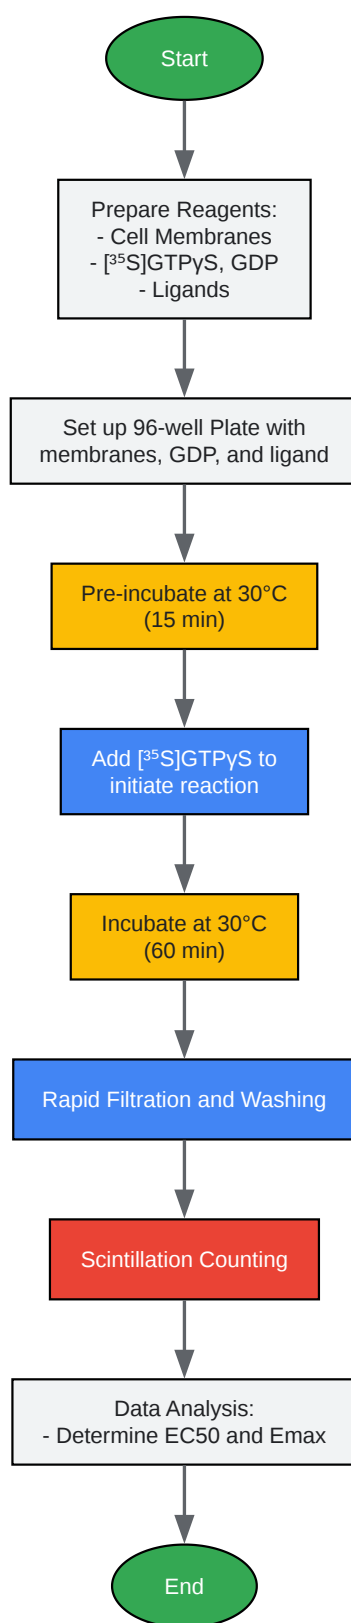 Start
Prepare Reagents:
- Cell Membranes
- [³⁵S]GTPγS, GDP
- Ligands
Set up 96-well Plate with
membranes, GDP, and ligand
Pre-incubate at 30°C
(15 min)
Add [³⁵S]GTPγS to
initiate reaction
Incubate at 30°C
(60 min)
Rapid Filtration and Washing
Scintillation Counting
Data Analysis:
- Determine EC50 and Emax
End